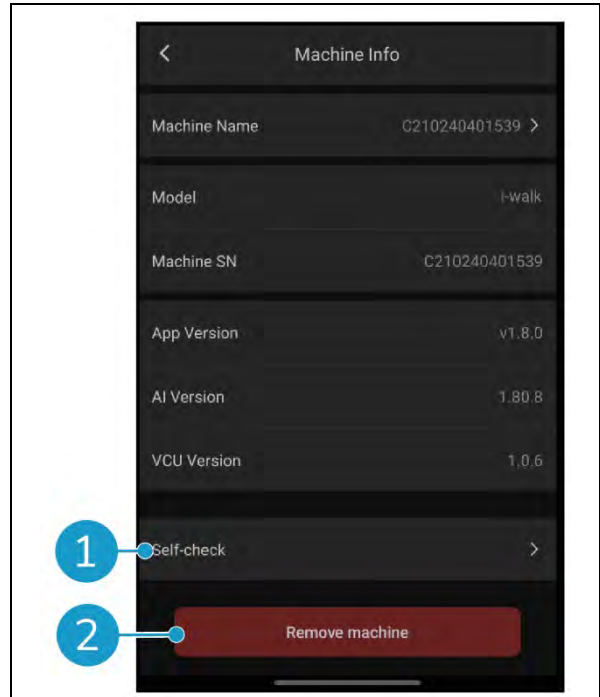 Machine Info
Machine Name C210240401539
Model i-walk
Machine SN C210240401539
App Version v1.8.0
AI Version 1.80.8
VCU Version 1.0.6
1 Self-check
2 Remove machine